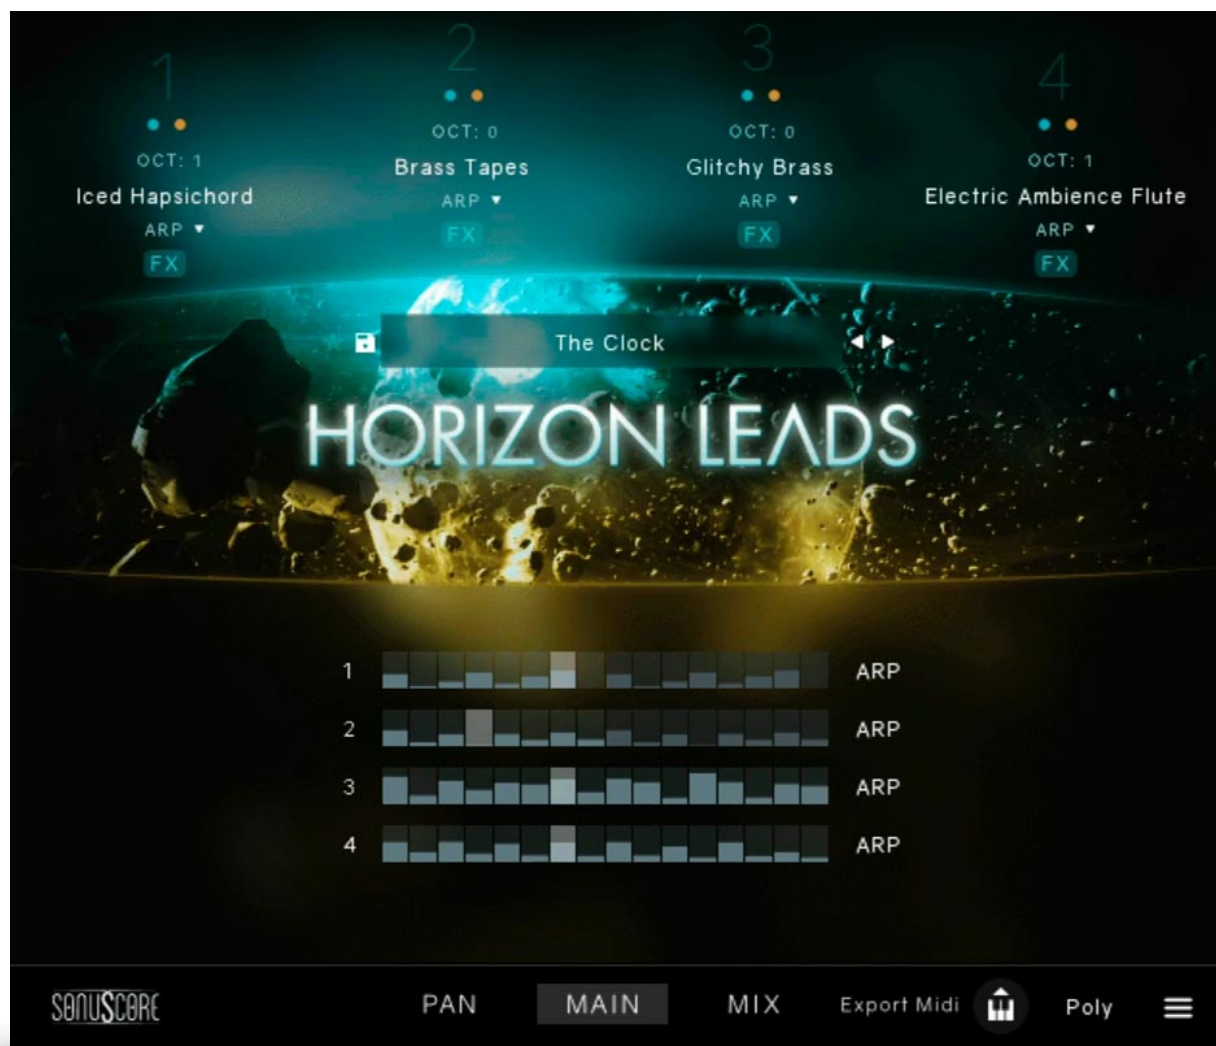 1
2
3
4
OCT: 1
Iced Hapsichord
ARP
FX
OCT: 0
Brass Tapes
ARP
FX
OCT: 0
Glitchy Brass
ARP
FX
OCT: 1
Electric Ambience Flute
ARP
FX
The Clock
HORIZON LEADS
1 ARP
2 ARP
3 ARP
4 ARP
SONUSCORE PAN MAIN MIX Export Midi Poly